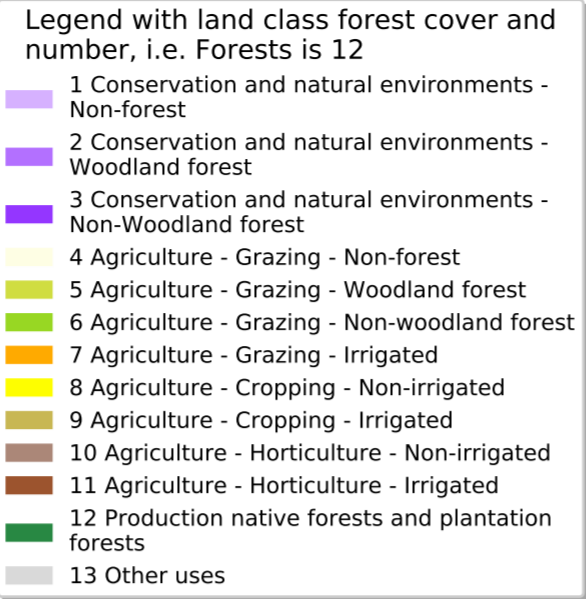 Legend with land class forest cover and
number, i.e. Forests is 12
1 Conservation and natural environments -
Non-forest
2 Conservation and natural environments -
Woodland forest
3 Conservation and natural environments -
Non-Woodland forest
4 Agriculture - Grazing - Non-forest
5 Agriculture - Grazing - Woodland forest
6 Agriculture - Grazing - Non-woodland forest
7 Agriculture - Grazing - Irrigated
8 Agriculture - Cropping - Non-irrigated
9 Agriculture - Cropping - Irrigated
10 Agriculture - Horticulture - Non-irrigated
11 Agriculture - Horticulture - Irrigated
12 Production native forests and plantation
forests
13 Other uses